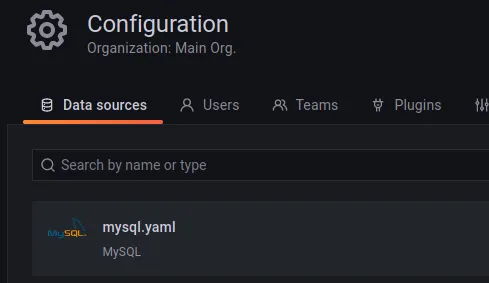 Configuration
Organization: Main Org.
Data sources Users Teams Plugins
Search by name or type
MySQL
mysql.yaml
MySQL